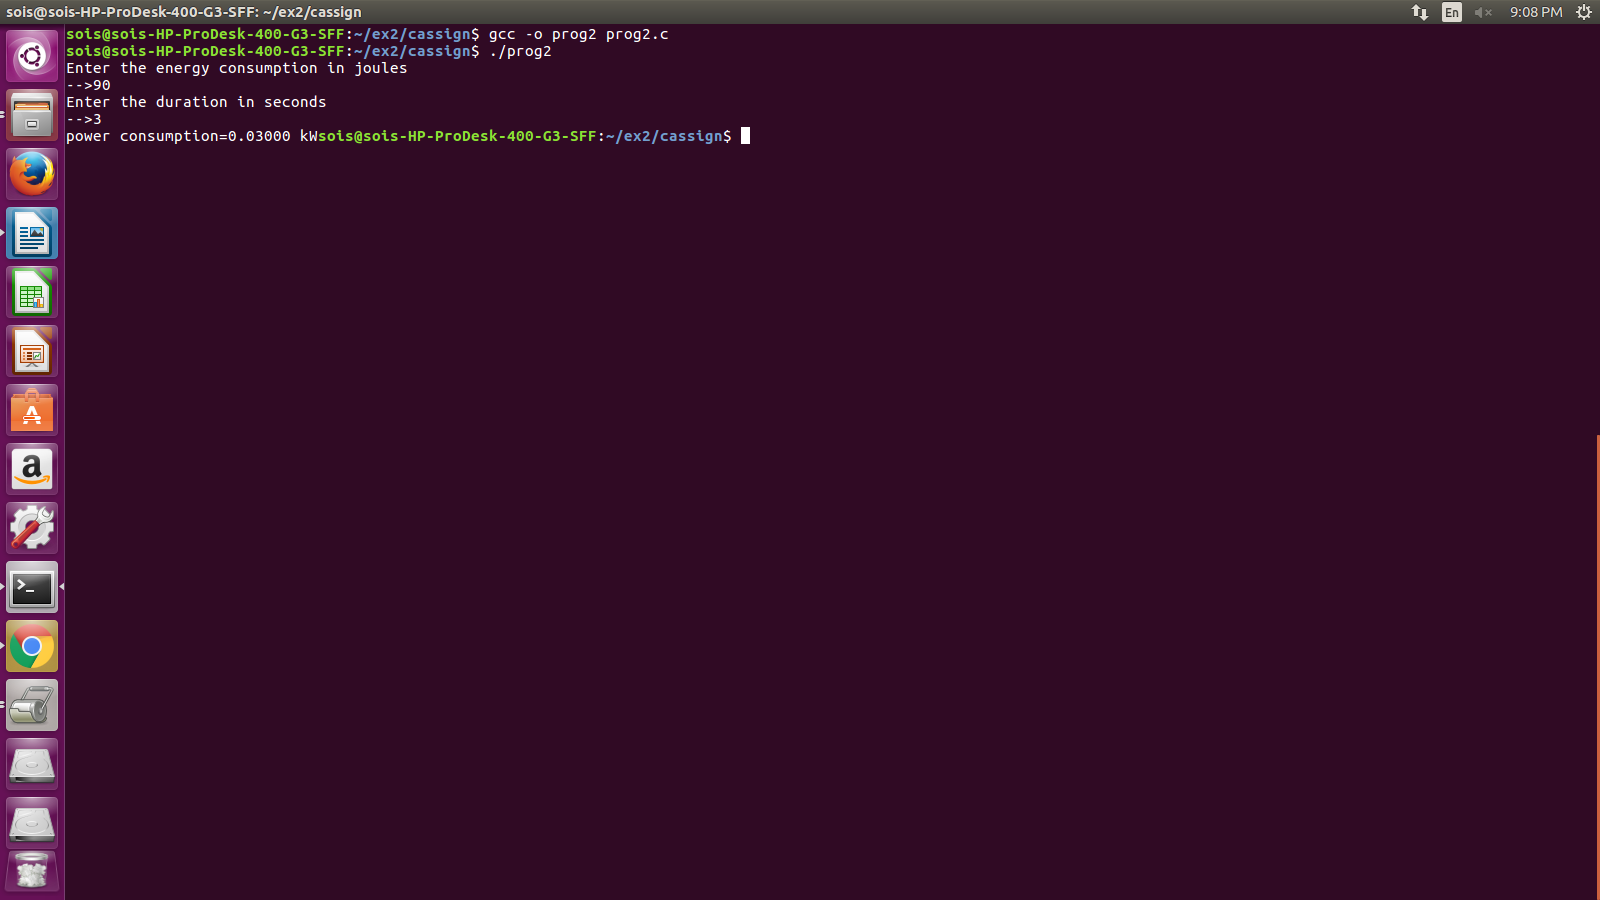 sois@sois-HP-ProDesk-400-G3-SFF: ~/ex2/cassign
En
9:08 PM
sois@sois-HP-ProDesk-400-G3-SFF:~/ex2/cassign$ gcc -o prog2 prog2.c
sois@sois-HP-ProDesk-400-G3-SFF:~/ex2/cassign$ ./prog2
Enter the energy consumption in joules
-->90
Enter the duration in seconds
-->3
power consumption=0.03000 kWsois@sois-HP-ProDesk-400-G3-SFF:~/ex2/cassign$